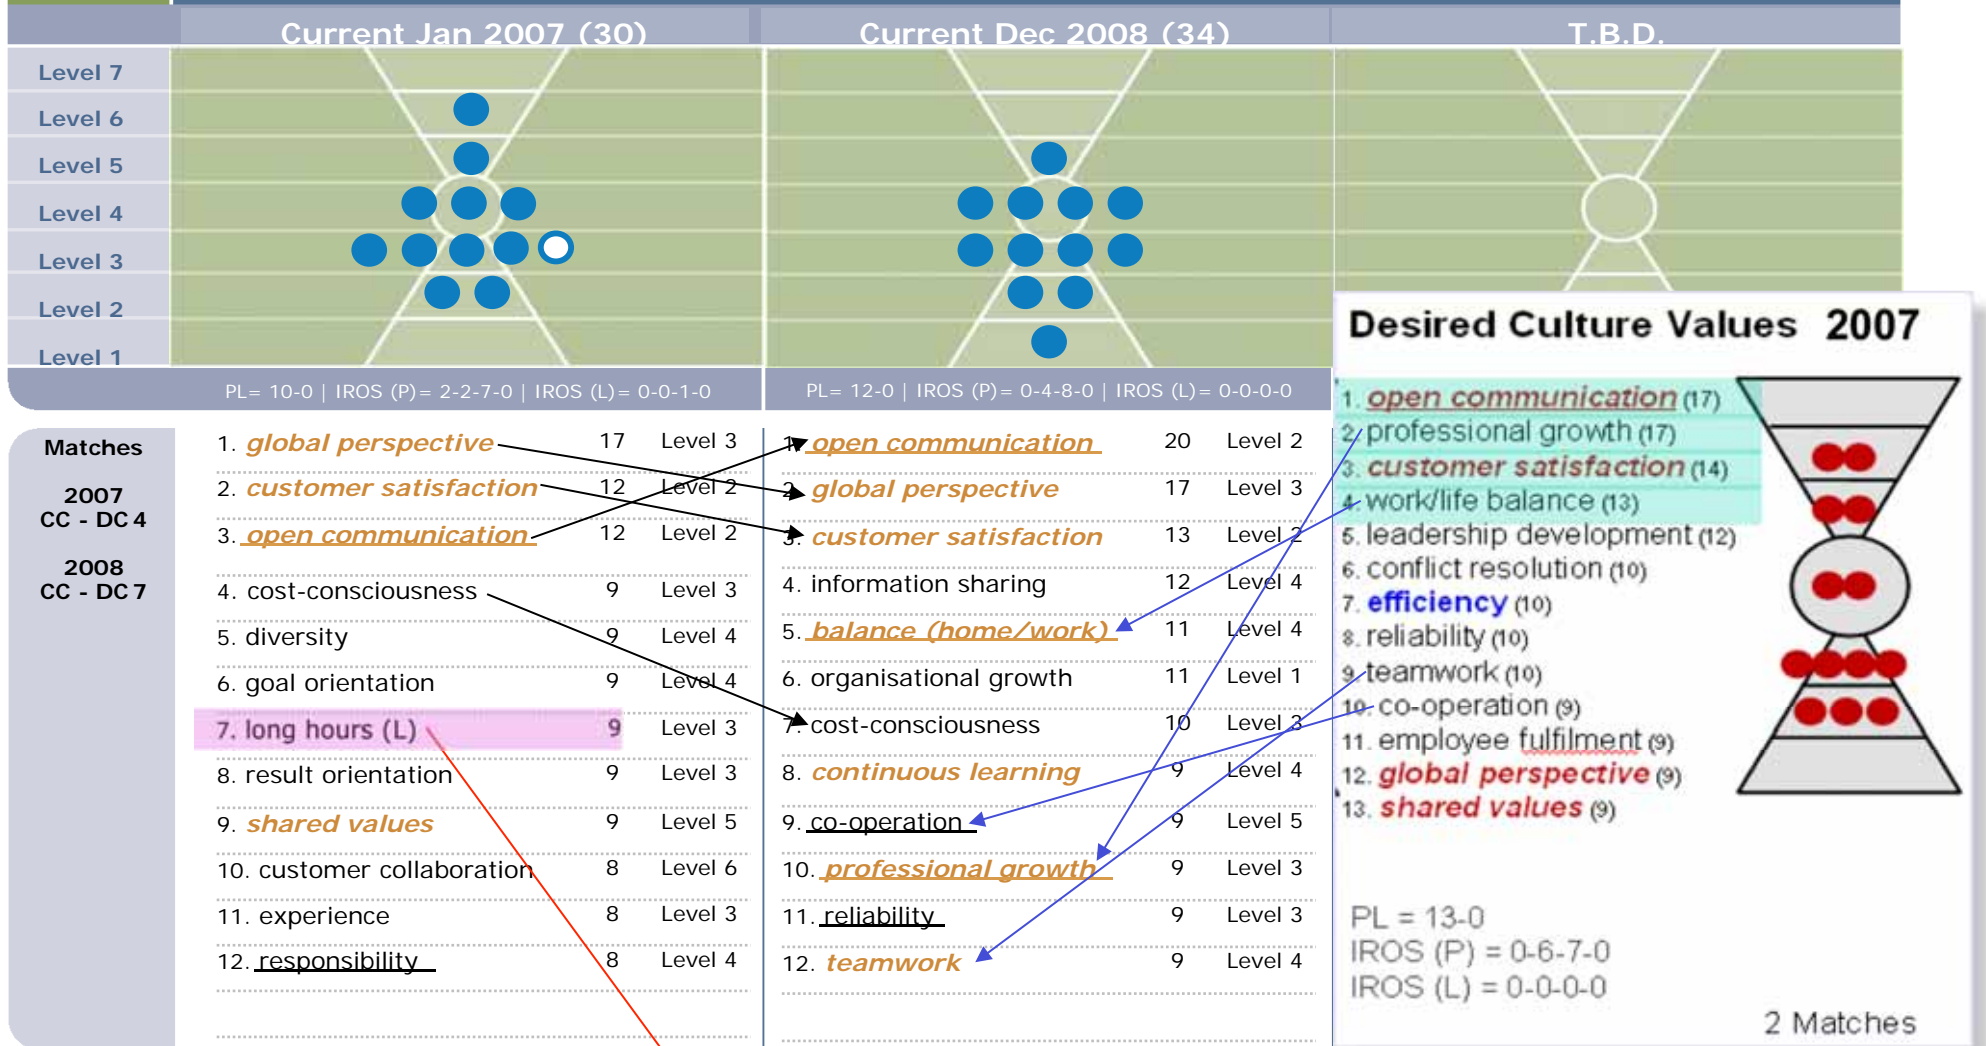 Current Jan 2007 (30)
Current Dec 2008 (34)
T.B.D.
Level 7
Level 6
Level 5
Level 4
Level 3
Level 2
Level 1
PL= 10-0 | IROS (P)= 2-2-7-0 | IROS (L)= 0-0-1-0
PL= 12-0 | IROS (P)= 0-4-8-0 | IROS (L)= 0-0-0-0
Matches
2007
CC - DC 4
2008
CC - DC 7
1. global perspective 17 Level 3
2. customer satisfaction 12 Level 2
3. open communication 12 Level 2
4. cost-consciousness 9 Level 3
5. diversity 9 Level 4
6. goal orientation 9 Level 4
7. long hours (L) 9 Level 3
8. result orientation 9 Level 3
9. shared values 9 Level 5
10. customer collaboration 8 Level 6
11. experience 8 Level 3
12. responsibility 8 Level 4
1. open communication 20 Level 2
2. global perspective 17 Level 3
3. customer satisfaction 13 Level 2
4. information sharing 12 Level 4
5. balance (home/work) 11 Level 4
6. organisational growth 11 Level 1
7. cost-consciousness 10 Level 3
8. continuous learning 9 Level 4
9. co-operation 9 Level 5
10. professional growth 9 Level 3
11. reliability 9 Level 3
12. teamwork 9 Level 4
Desired Culture Values 2007
1. open communication (17)
2. professional growth (17)
3. customer satisfaction (14)
4. work/life balance (13)
5. leadership development (12)
6. conflict resolution (10)
7. efficiency (10)
8. reliability (10)
9. teamwork (10)
10. co-operation (9)
11. employee fulfilment (9)
12. global perspective (9)
13. shared values (9)
PL = 13-0
IROS (P) = 0-6-7-0
IROS (L) = 0-0-0-0
2 Matches